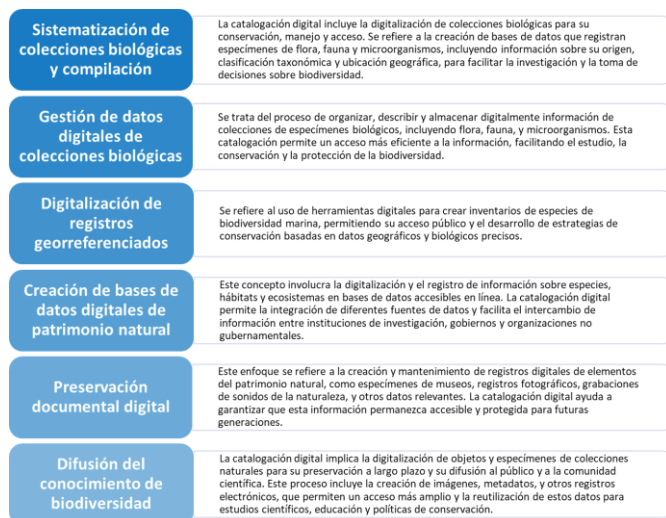 Sistematización de
colecciones biológicas
y compilación
La catalogación digital incluye la digitalización de colecciones biológicas para su
conservación, manejo y acceso. Se refiere a la creación de bases de datos que registran
especímenes de flora, fauna y microorganismos, incluyendo información sobre su origen,
clasificación taxonómica y ubicación geográfica, para facilitar la investigación y la toma de
decisiones sobre biodiversidad.
Gestión de datos
digitales de
colecciones biológicas
Se trata del proceso de organizar, describir y almacenar digitalmente información de
colecciones de especímenes biológicos, incluyendo flora, fauna, y microorganismos. Esta
catalogación permite un acceso más eficiente a la información, facilitando el estudio, la
conservación y la protección de la biodiversidad.
Digitalización de
registros
georreferenciados
Se refiere al uso de herramientas digitales para crear inventarios de especies de
biodiversidad marina, permitiendo su acceso público y el desarrollo de estrategias de
conservación basadas en datos geográficos y biológicos precisos.
Creación de bases de
datos digitales de
patrimonio natural
Este concepto involucra la digitalización y el registro de información sobre especies,
hábitats y ecosistemas en bases de datos accesibles en línea. La catalogación digital
permite la integración de diferentes fuentes de datos y facilita el intercambio de
información entre instituciones de investigación, gobiernos y organizaciones no
gubernamentales.
Preservación
documental digital
Este enfoque se refiere a la creación y mantenimiento de registros digitales de elementos
del patrimonio natural, como especímenes de museos, registros fotográficos, grabaciones
de sonidos de la naturaleza, y otros datos relevantes. La catalogación digital ayuda a
garantizar que esta información permanezca accesible y protegida para futuras
generaciones.
Difusión del
conocimiento de
biodiversidad
La catalogación digital implica la digitalización de objetos y especímenes de colecciones
naturales para su preservación a largo plazo y su difusión al público y a la comunidad
científica. Este proceso incluye la creación de imágenes, metadatos, y otros registros
electrónicos, que permiten un acceso más amplio y la reutilización de estos datos para
estudios científicos, educación y políticas de conservación.